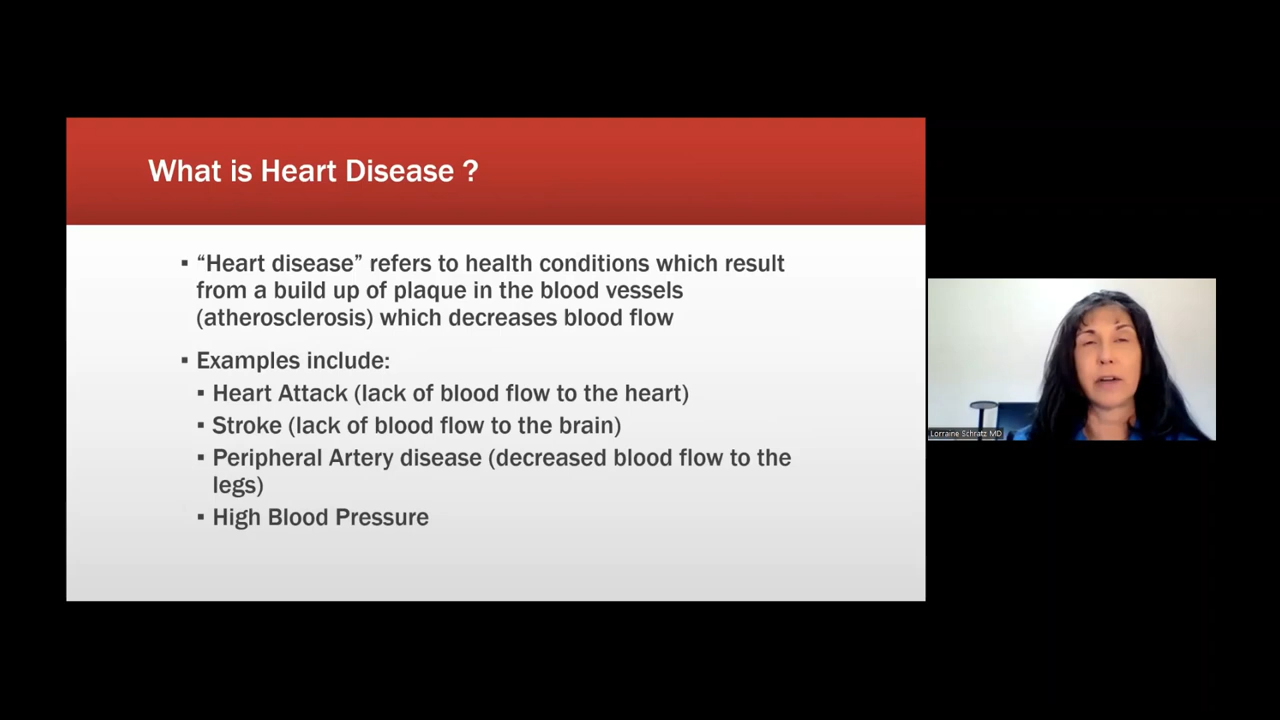 What is Heart Disease ?
▪ “Heart disease” refers to health conditions which result
from a build up of plaque in the blood vessels
(atherosclerosis) which decreases blood flow
▪ Examples include:
▪ Heart Attack (lack of blood flow to the heart)
▪ Stroke (lack of blood flow to the brain)
▪ Peripheral Artery disease (decreased blood flow to the
legs)
▪ High Blood Pressure
Lorraine Schratz MD